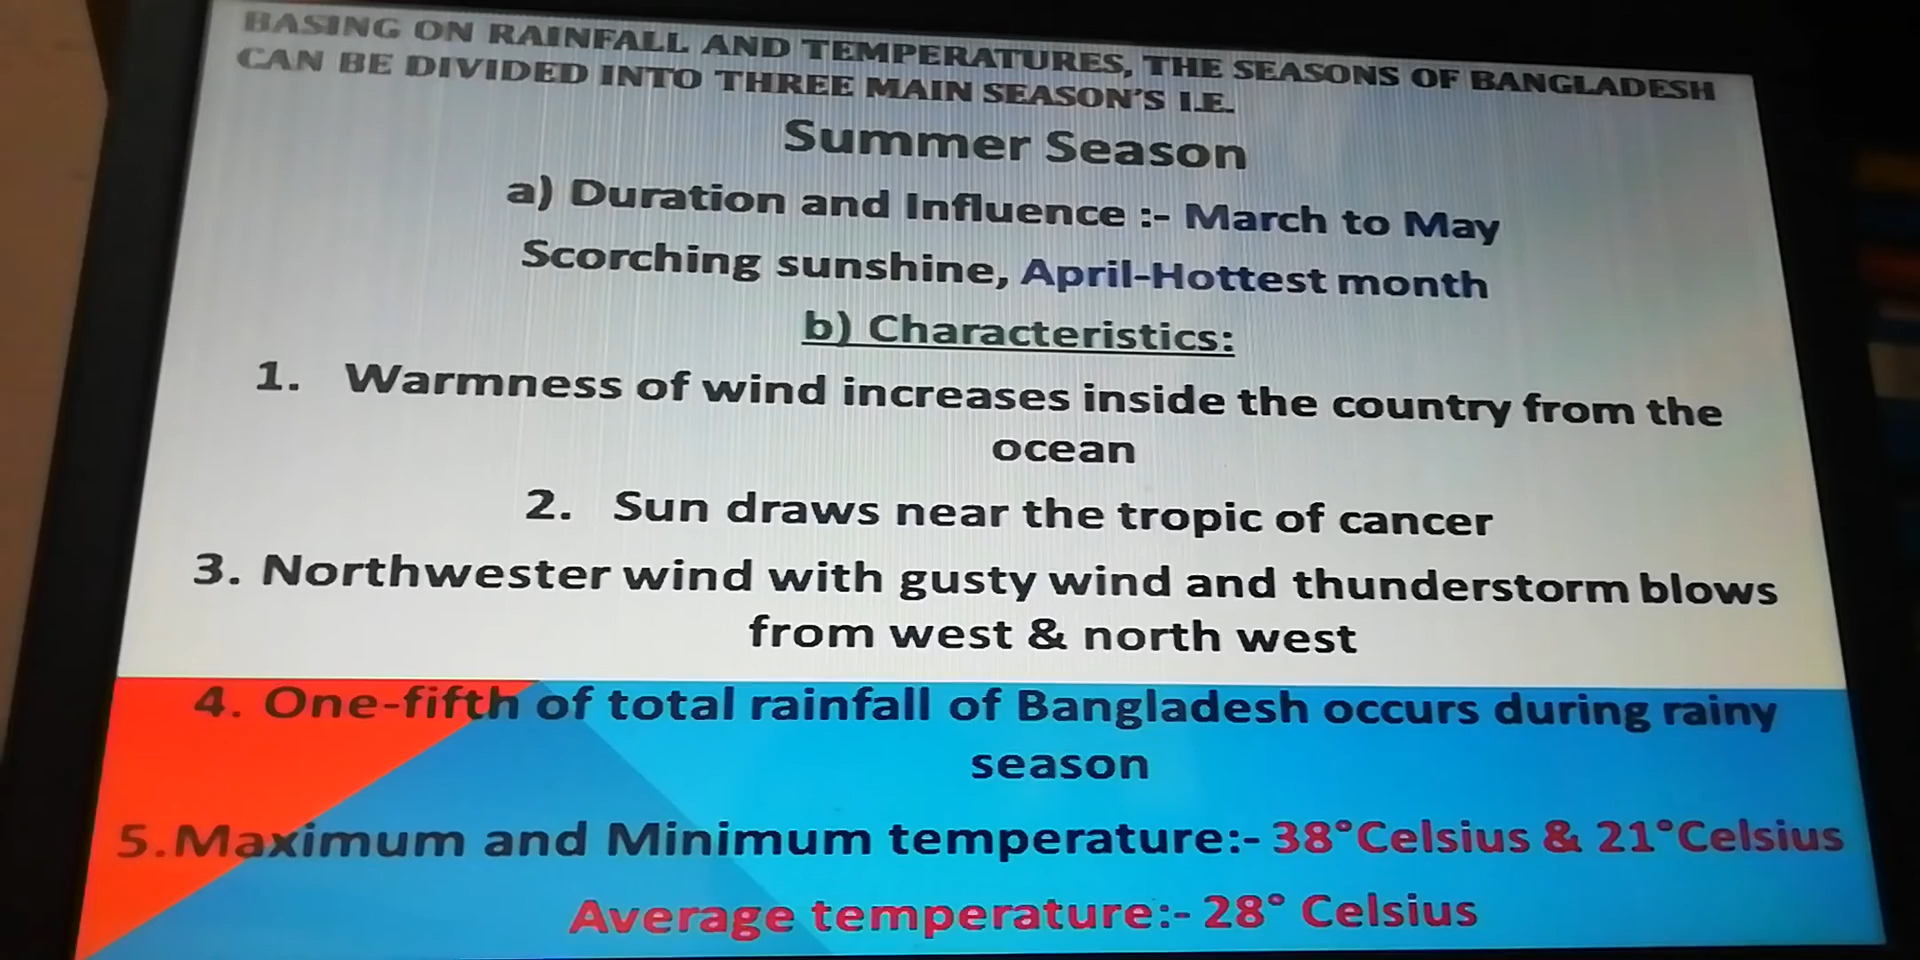 BASING ON RAINFALL AND TEMPERATURES, THE SEASONS OF BANGLADESH
CAN BE DIVIDED INTO THREE MAIN SEASON'S I.E.
Summer Season
a) Duration and Influence :- March to May
Scorching sunshine, April-Hottest month
b) Characteristics:
1. Warmness of wind increases inside the country from the
ocean
2. Sun draws near the tropic of cancer
3. Northwester wind with gusty wind and thunderstorm blows
from west & north west
4. One-fifth of total rainfall of Bangladesh occurs during rainy
season
5.Maximum and Minimum temperature:- 38°Celsius & 21°Celsius
Average temperature:- 28° Celsius